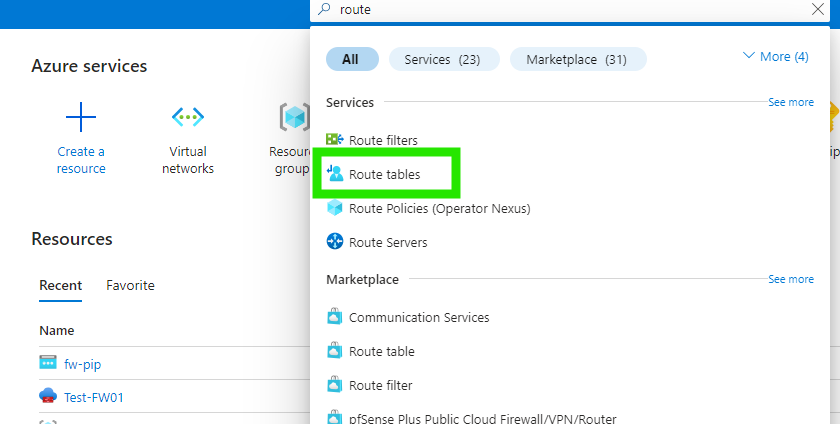 route
Azure services
Create a resource
Virtual networks
Resour
group
ip
Resources
Recent Favorite
Name
fw-pip
Test-FW01
All Services (23) Marketplace (31) More (4)
Services See more
Route filters
Route tables
Route Policies (Operator Nexus)
Route Servers
Marketplace See more
Communication Services
Route table
Route filter
pfSense Plus Public Cloud Firewall/VPN/Router